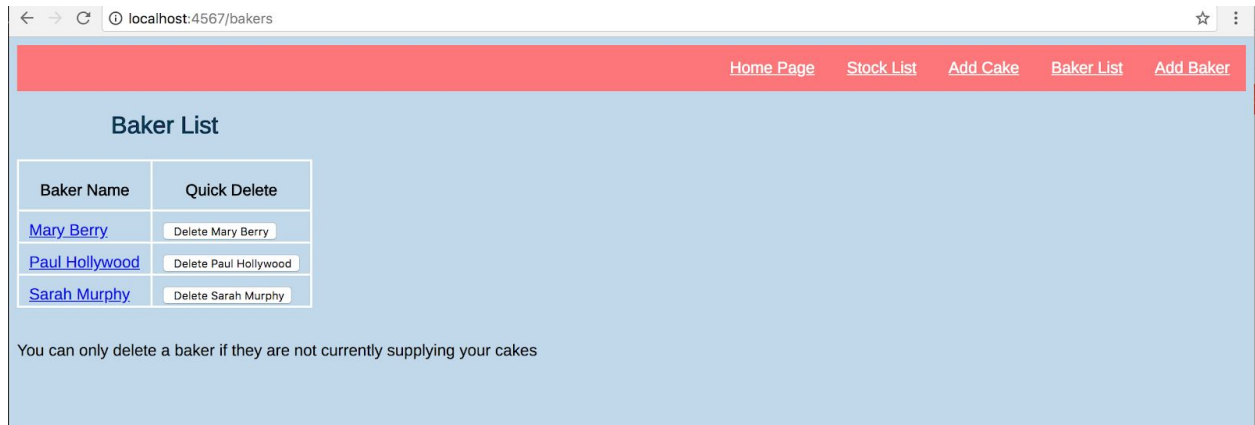 localhost:4567/bakers
Home Page Stock List Add Cake Baker List Add Baker
Baker List
Baker Name Quick Delete
Mary Berry Delete Mary Berry
Paul Hollywood Delete Paul Hollywood
Sarah Murphy Delete Sarah Murphy
You can only delete a baker if they are not currently supplying your cakes